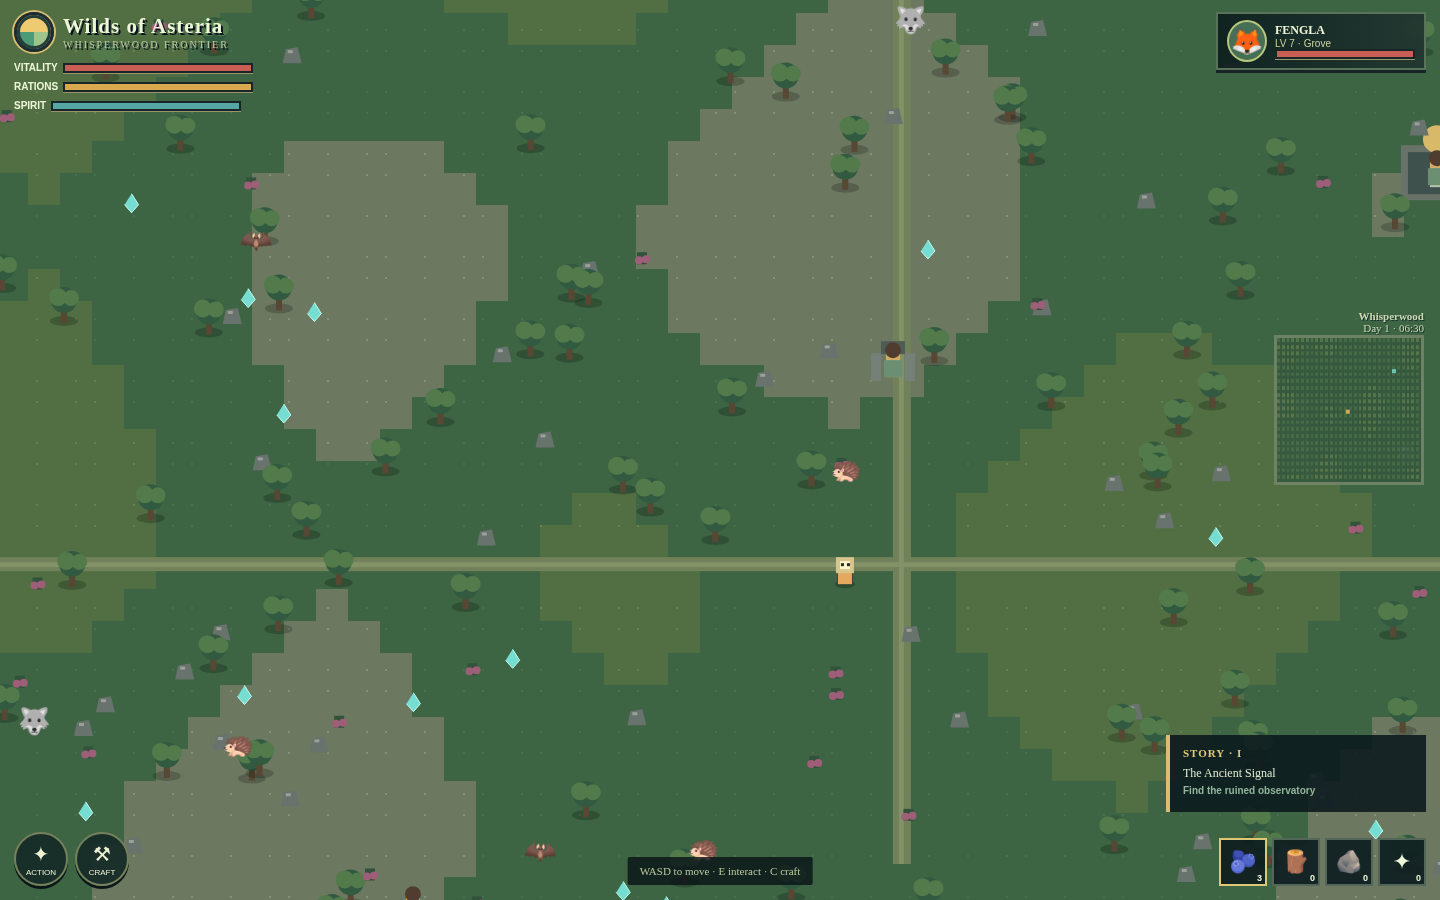 Wilds of Asteria
WHISPERWOOD FRONTIER
VITALITY
RATIONS
SPIRIT
FENGLA
LV 7 · Grove
Whisperwood
Day 1 · 06:30
STORY · I
The Ancient Signal
Find the ruined observatory
ACTION
CRAFT
WASD to move · E interact · C craft
3
0
0
0